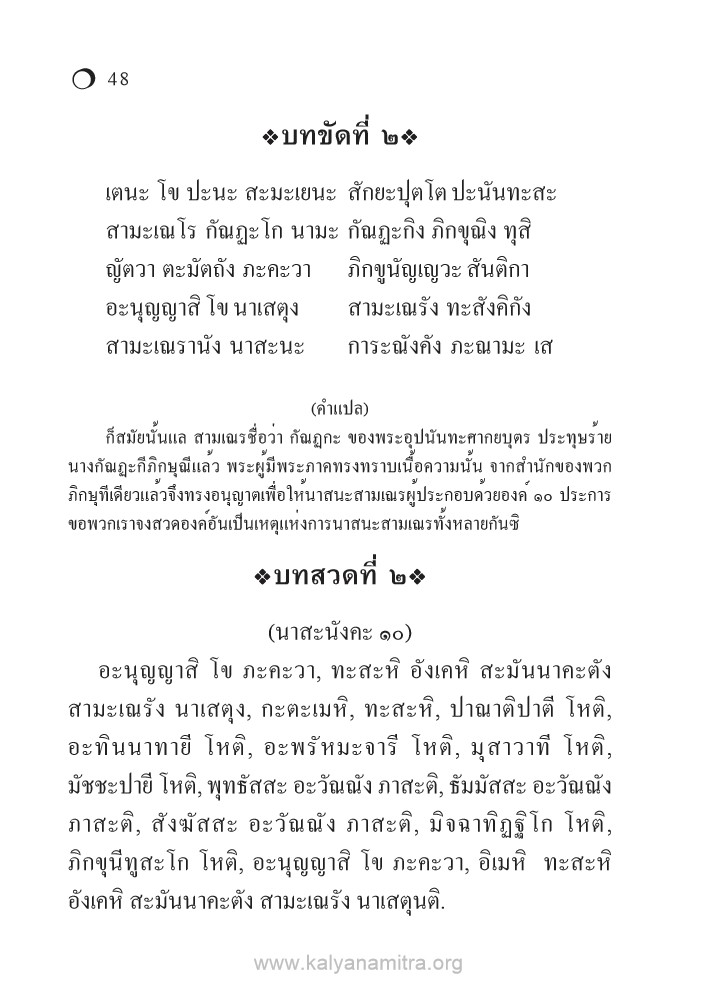 48
❖บทขัดที่ ๒❖
เตนะ โข ปะนะ สะมะเยนะ สักยะปุตโต ปะนันทะสะ
สามะเณโร กัณฏะโก นามะ กัณฏะกิง ภิกขุณิง ทุสิ
ญัตวา ตะมัตถัง ภะคะวา ภิกขูนัญเญวะ สันติกา
อะนุญญาสิ โข นาเสตุง สามะเณรัง ทะสังคิกัง
สามะเณรานัง นาสะนะ การะณังคัง ภะณามะ เส
(คำแปล)
ก็สมัยนั้นแล สามเณรชื่อว่า กัณฏกะ ของพระอุปนันทะศากยบุตร ประทุษร้าย
นางกัณฏะกีภิกษุณีแล้ว พระผู้มีพระภาคทรงทราบเนื้อความนั้น จากสำนักของพวก
ภิกษุทีเดียวแล้วจึงทรงอนุญาตเพื่อให้นาสนะสามเณรผู้ประกอบด้วยองค์ ๑๐ ประการ
ขอพวกเราจงสวดองค์อันเป็นเหตุแห่งการนาสนะสามเณรทั้งหลายกันซิ
❖บทสวดที่ ๒❖
(นาสะนังคะ ๑๐)
อะนุญญาสิ โข ภะคะวา, ทะสะหิ อังเคหิ สะมันนาคะตัง
สามะเณรัง นาเสตุง, กะตะเมหิ, ทะสะหิ, ปาณาติปาตี โหติ,
อะทินนาทายี โหติ, อะพรัหมะจารี โหติ, มุสาวาที โหติ,
มัชชะปายี โหติ, พุทธัสสะ อะวัณณัง ภาสะติ, ธัมมัสสะ อะวัณณัง
ภาสะติ, สังฆัสสะ อะวัณณัง ภาสะติ, มิจฉาทิฏฐิโก โหติ,
ภิกขุนีทูสะโก โหติ, อะนุญญาสิ โข ภะคะวา, อิเมหิ ทะสะหิ
อังเคหิ สะมันนาคะตัง สามะเณรัง นาเสตุนติ.
www.kalyanamitra.org